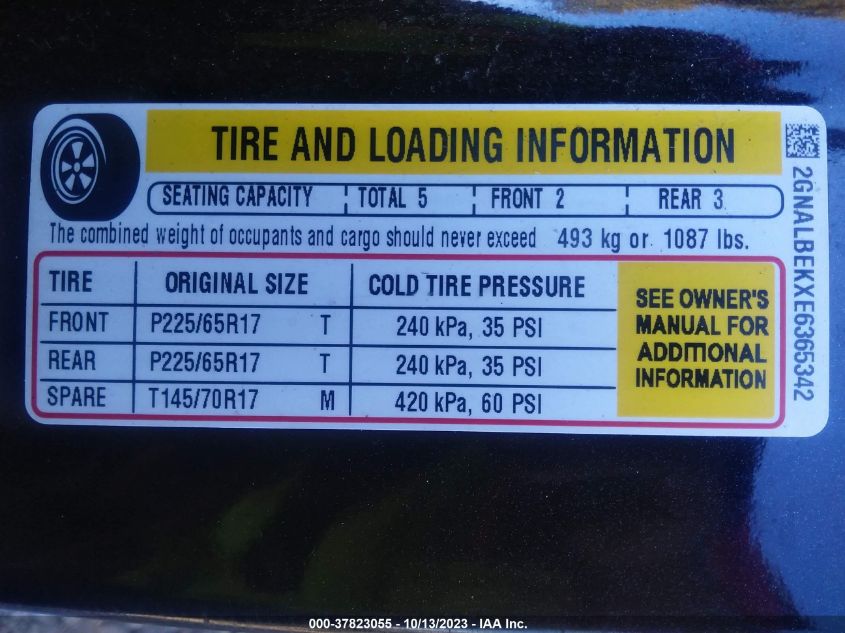 TIRE AND LOADING INFORMATION
SEATING CAPACITY TOTAL 5 FRONT 2 REAR 3
The combined weight of occupants and cargo should never exceed 493 kg or 1087 lbs.
TIRE ORIGINAL SIZE COLD TIRE PRESSURE
FRONT P225/65R17 T 240 kPa, 35 PSI
REAR P225/65R17 T 240 kPa, 35 PSI
SPARE T145/70R17 M 420 kPa, 60 PSI
SEE OWNER'S
MANUAL FOR
ADDITIONAL
INFORMATION
2GNALBEKXE6365342
000-37823055 - 10/13/2023 - IAA Inc.